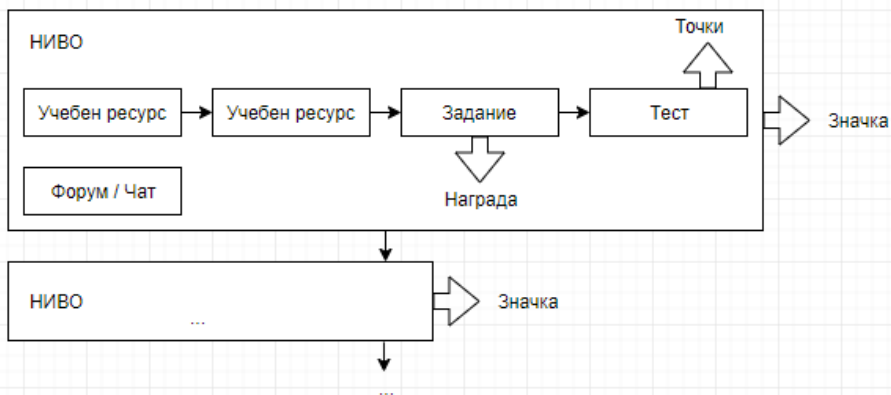 Точки
НИВО
Учебен ресурс
Учебен ресурс
Задание
Тест
Значка
Форум / Чат
Награда
НИВО
...
Значка
...